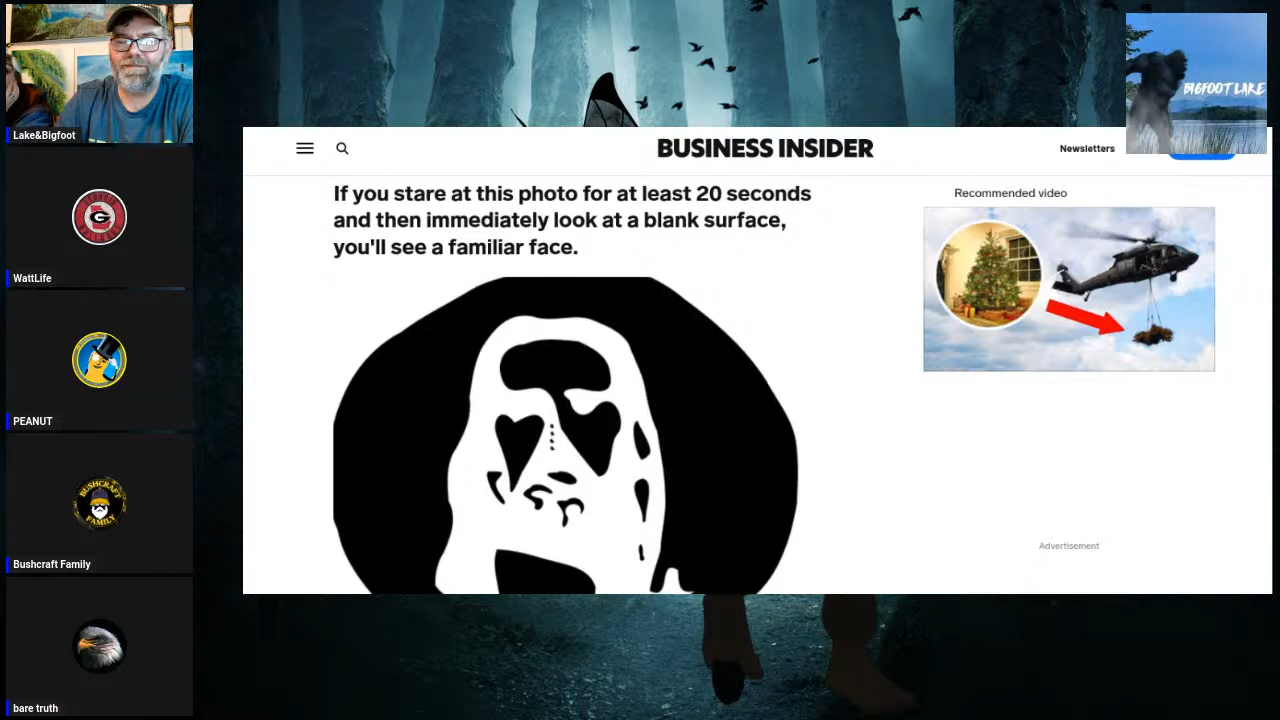 Lake&Bigfoot
WattLife
PEANUT
Bushcraft Family
BUSHCRAFT
FAMILY
bare truth
BUSINESS INSIDER
Newsletters
BIGFOOT LAKE
If you stare at this photo for at least 20 seconds
and then immediately look at a blank surface,
you'll see a familiar face.
Recommended video
Advertisement